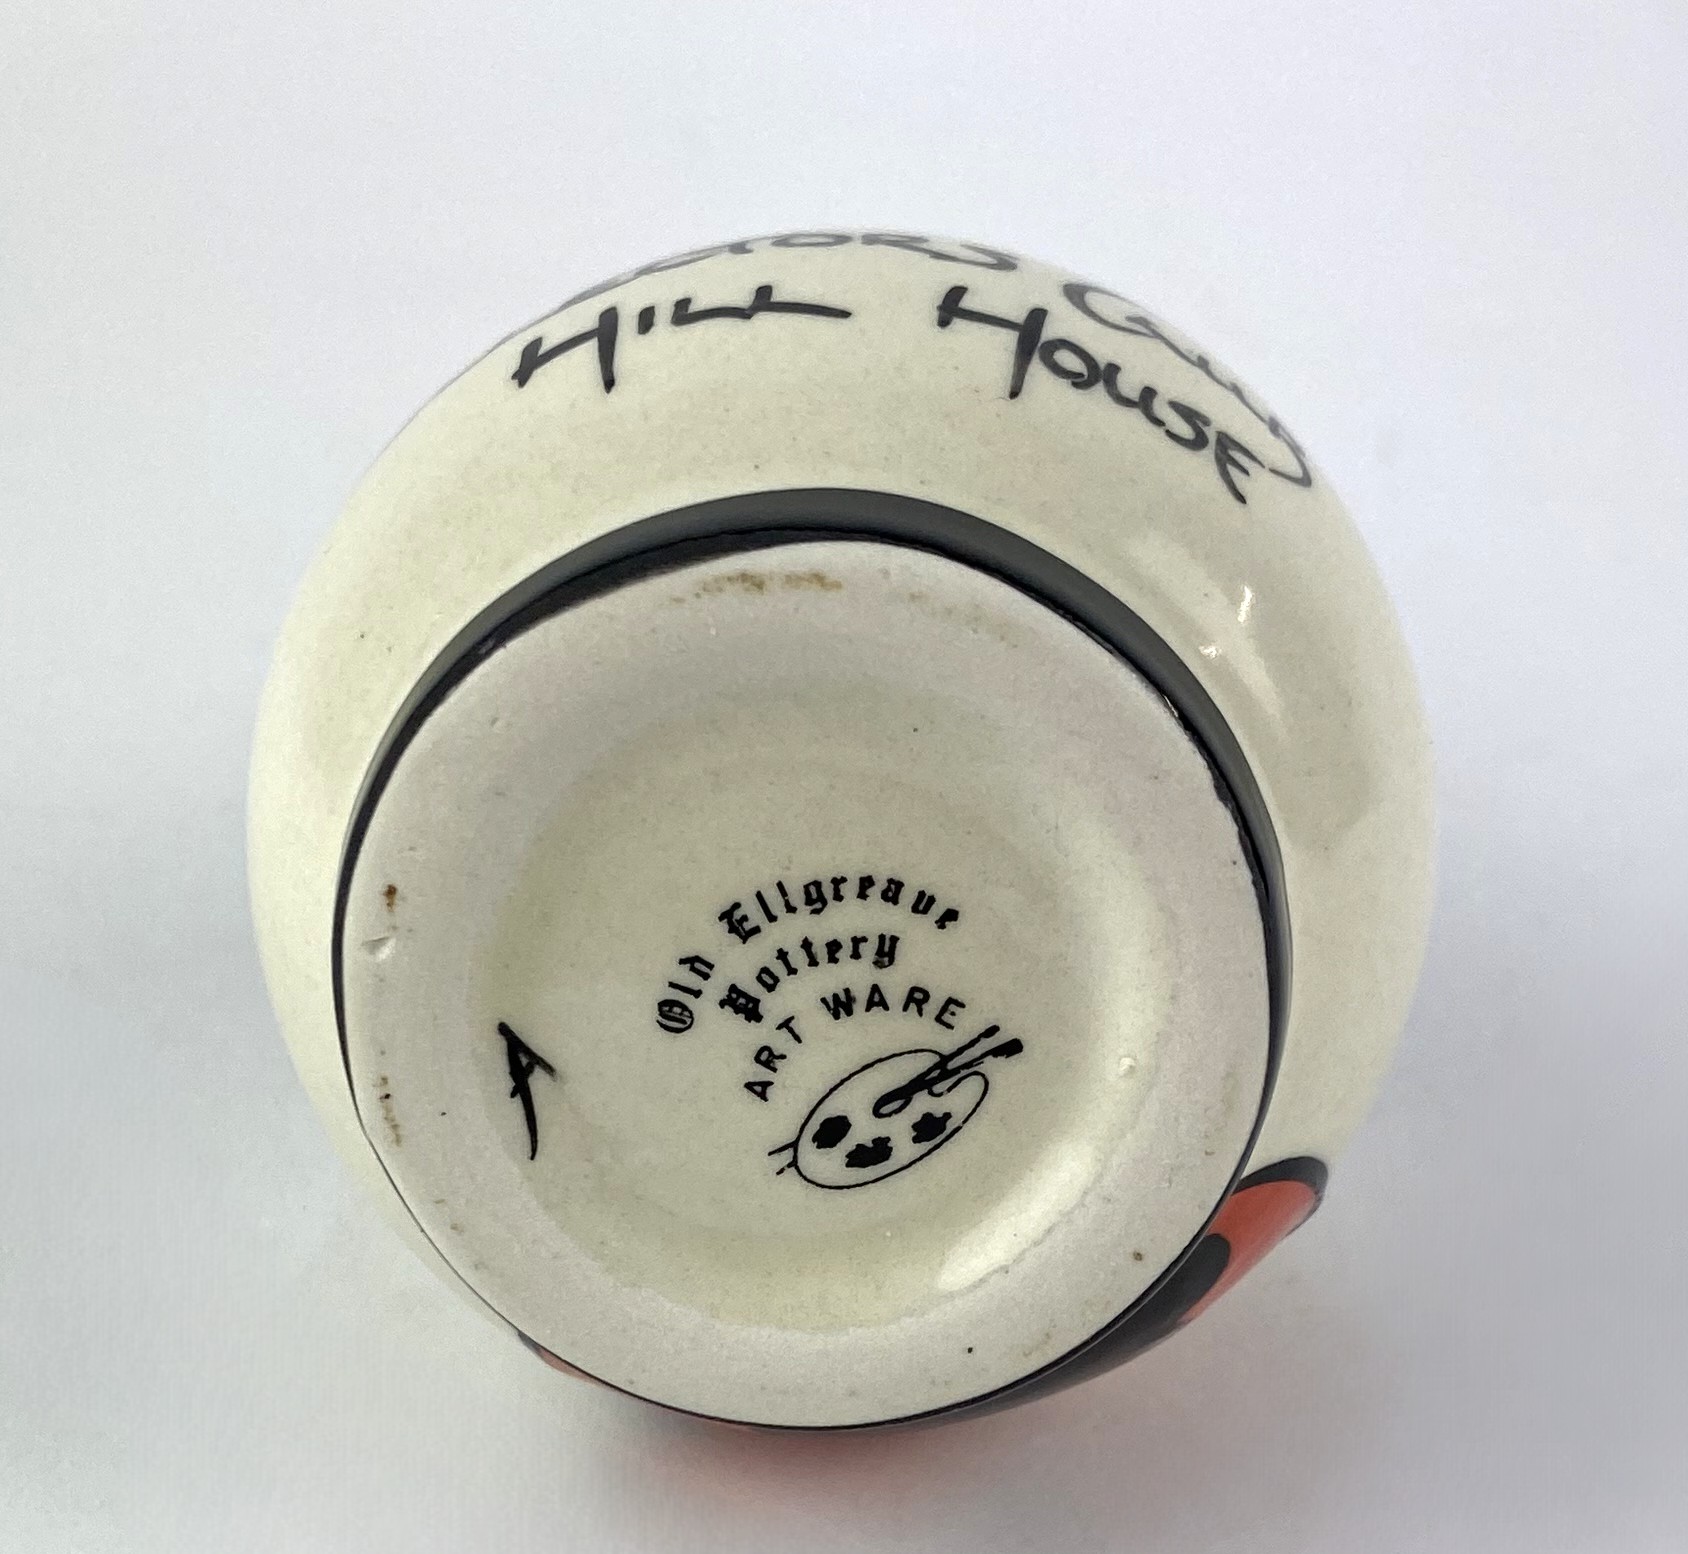 HILL HOUSE
Old Ellgreave
Pottery
ART WARE
A